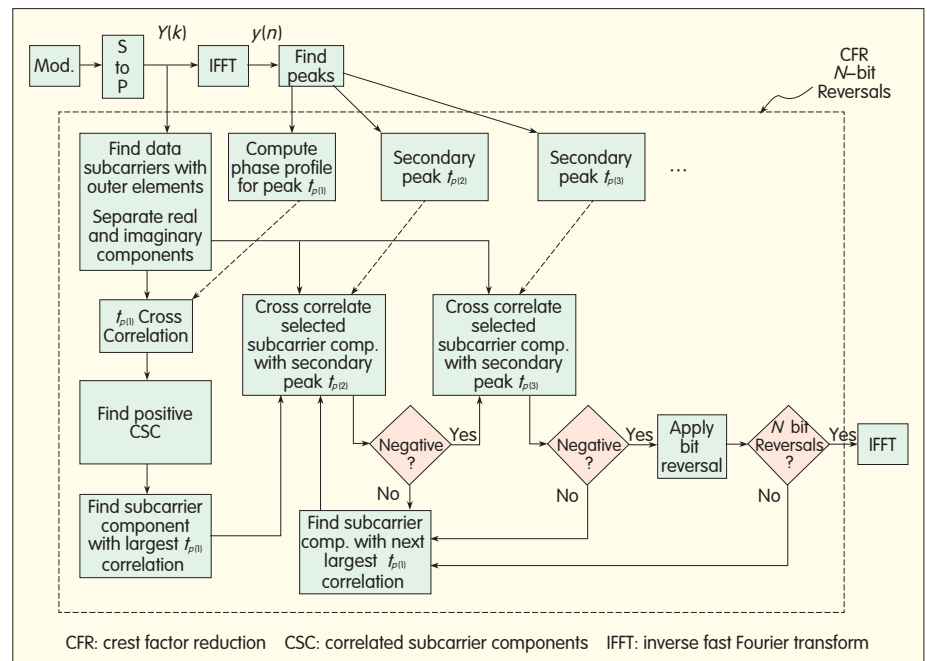 Y(k)
y(n)
Mod.
S
to
P
IFFT
Find
peaks
CFR
N–bit
Reversals
Find data
subcarriers with
outer elements
Separate real
and imaginary
components
Compute
phase profile
for peak tp(1)
Secondary
peak tp(2)
Secondary
peak tp(3)
...
tp(1) Cross
Correlation
Cross correlate
selected
subcarrier comp.
with secondary
peak tp(2)
Cross correlate
selected
subcarrier comp.
with secondary
peak tp(3)
Find positive
CSC
Negative
?
Yes
No
Negative
?
Yes
No
Apply
bit
reversal
N bit
Reversals
?
Yes
No
IFFT
Find subcarrier
component
with largest tp(1)
correlation
Find subcarrier
comp. with next
largest tp(1)
correlation
CFR: crest factor reduction CSC: correlated subcarrier components IFFT: inverse fast Fourier transform